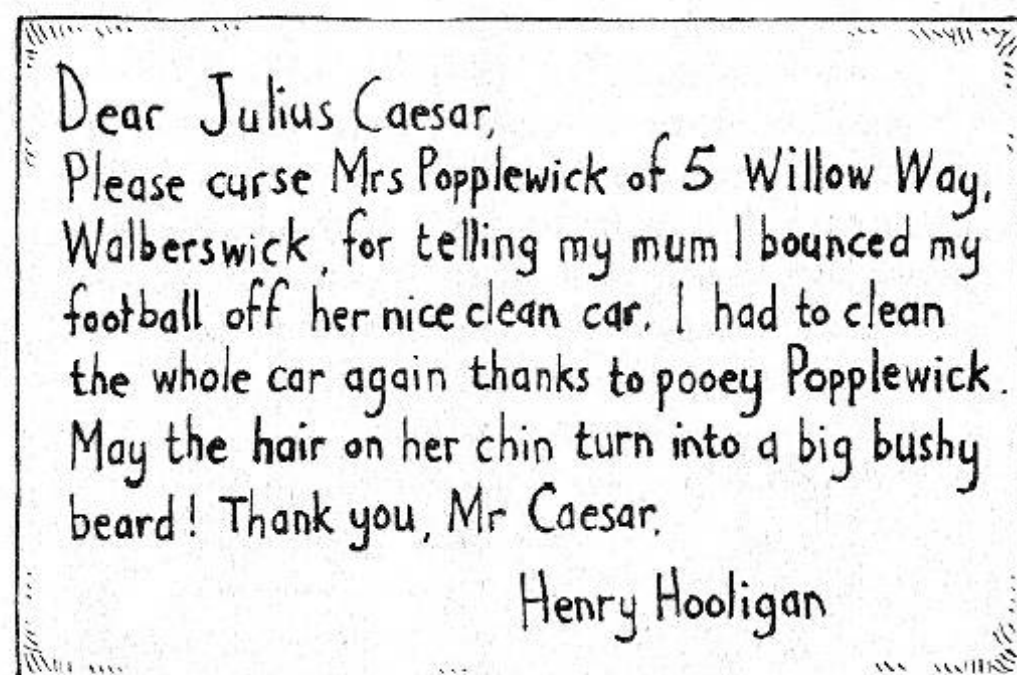 Dear Julius Caesar,
Please curse Mrs Popplewick of 5 Willow Way,
Walberswick, for telling my mum I bounced my
football off her nice clean car. I had to clean
the whole car again thanks to pooey Popplewick.
May the hair on her chin turn into a big bushy
beard! Thank you, Mr Caesar.
Henry Hooligan